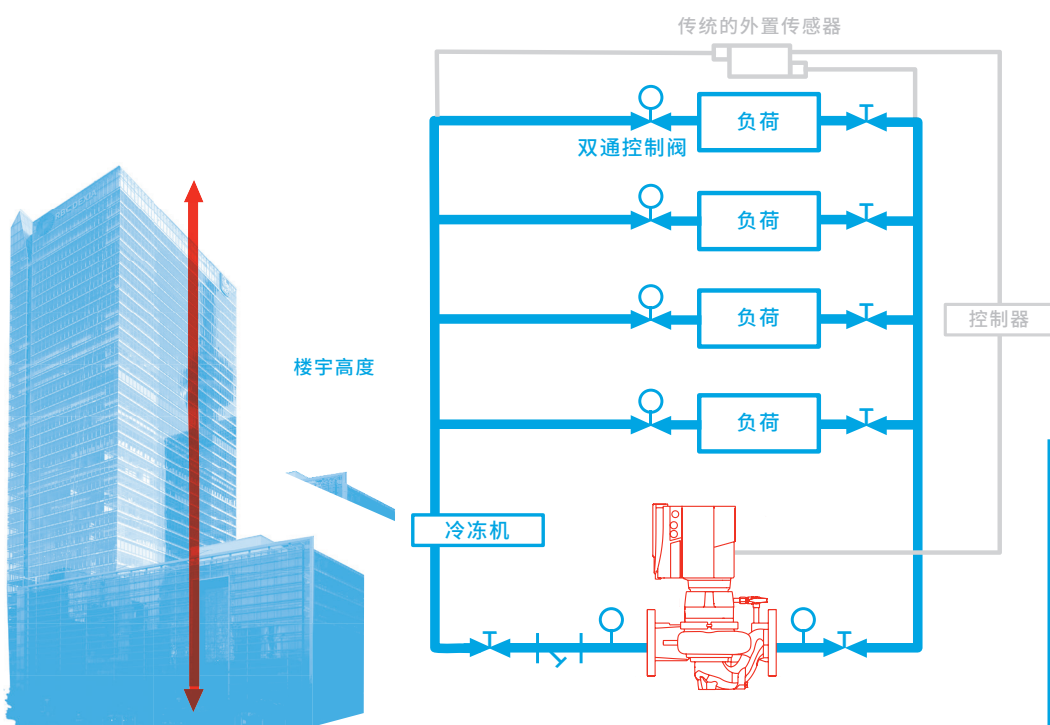 传统的外置传感器
负荷
双通控制阀
负荷
负荷
控制器
楼宇高度
负荷
冷冻机